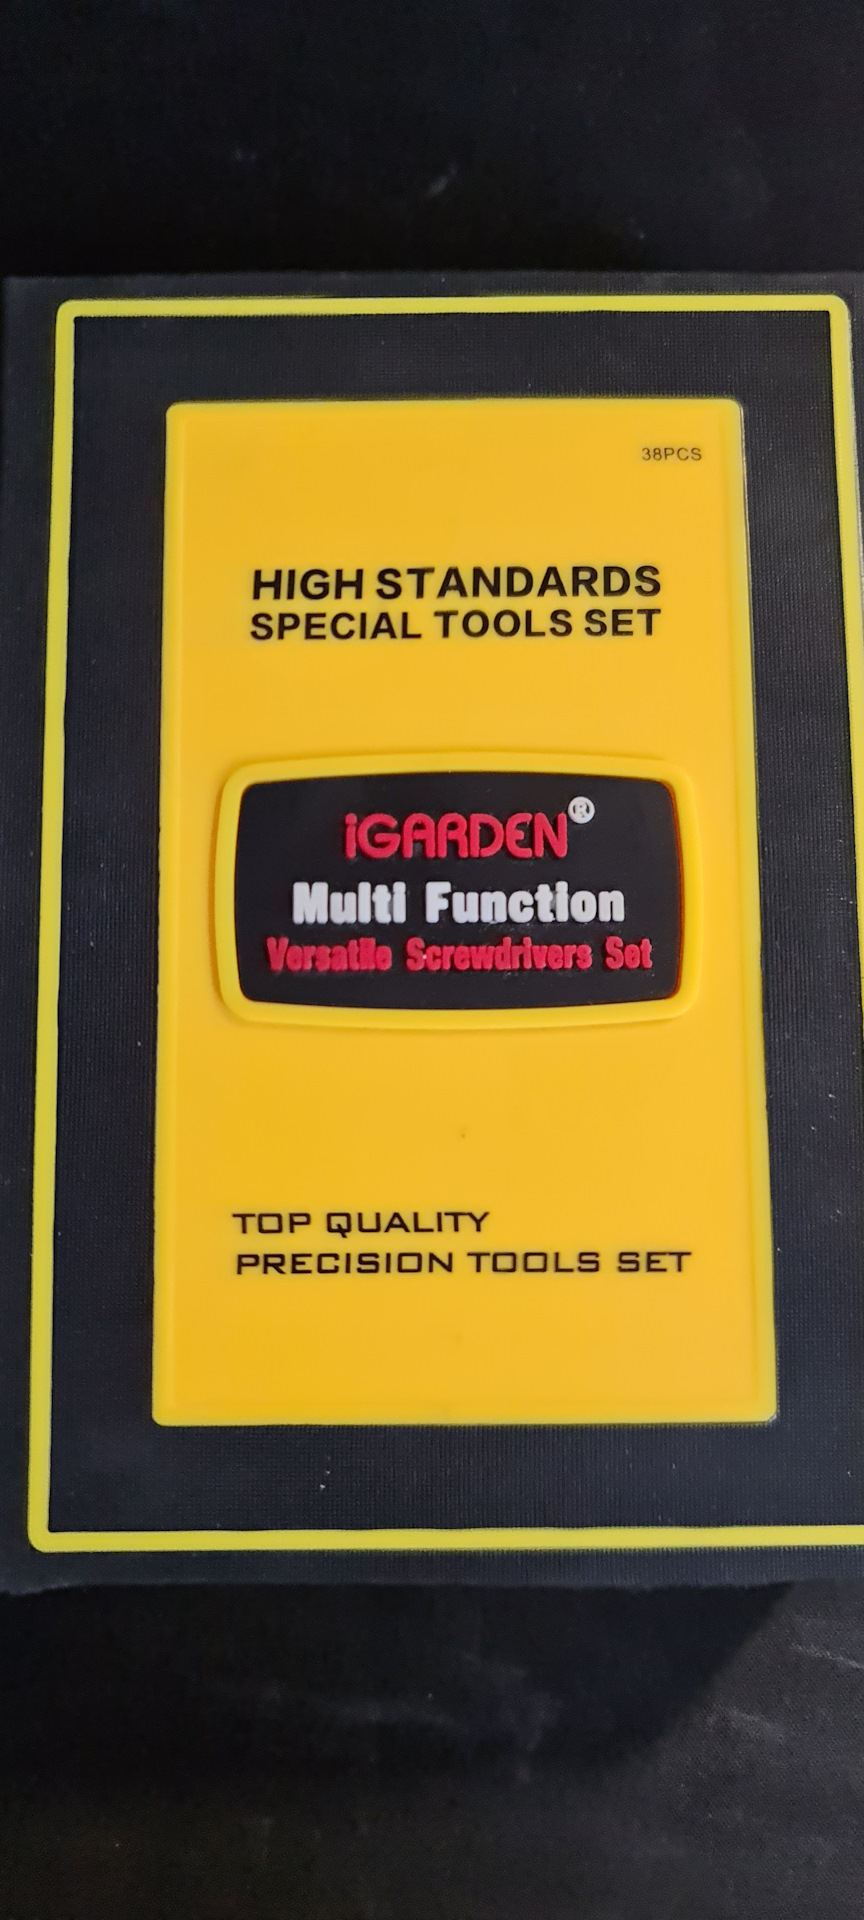 38PCS
HIGH STANDARDS
SPECIAL TOOLS SET
iGARDEN®
Multi Function
Versatile Screwdrivers Set
TOP QUALITY
PRECISION TOOLS SET